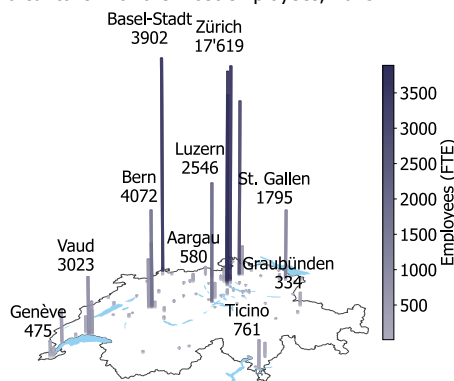 Basel-Stadt
3902
Zürich
17'619
Luzern
2546
Bern
4072
St. Gallen
1795
Aargau
580
Vaud
3023
Graubünden
334
Genève
475
Ticino
761
3500
3000
2500
2000
1500
1000
500
Employees (FTE)